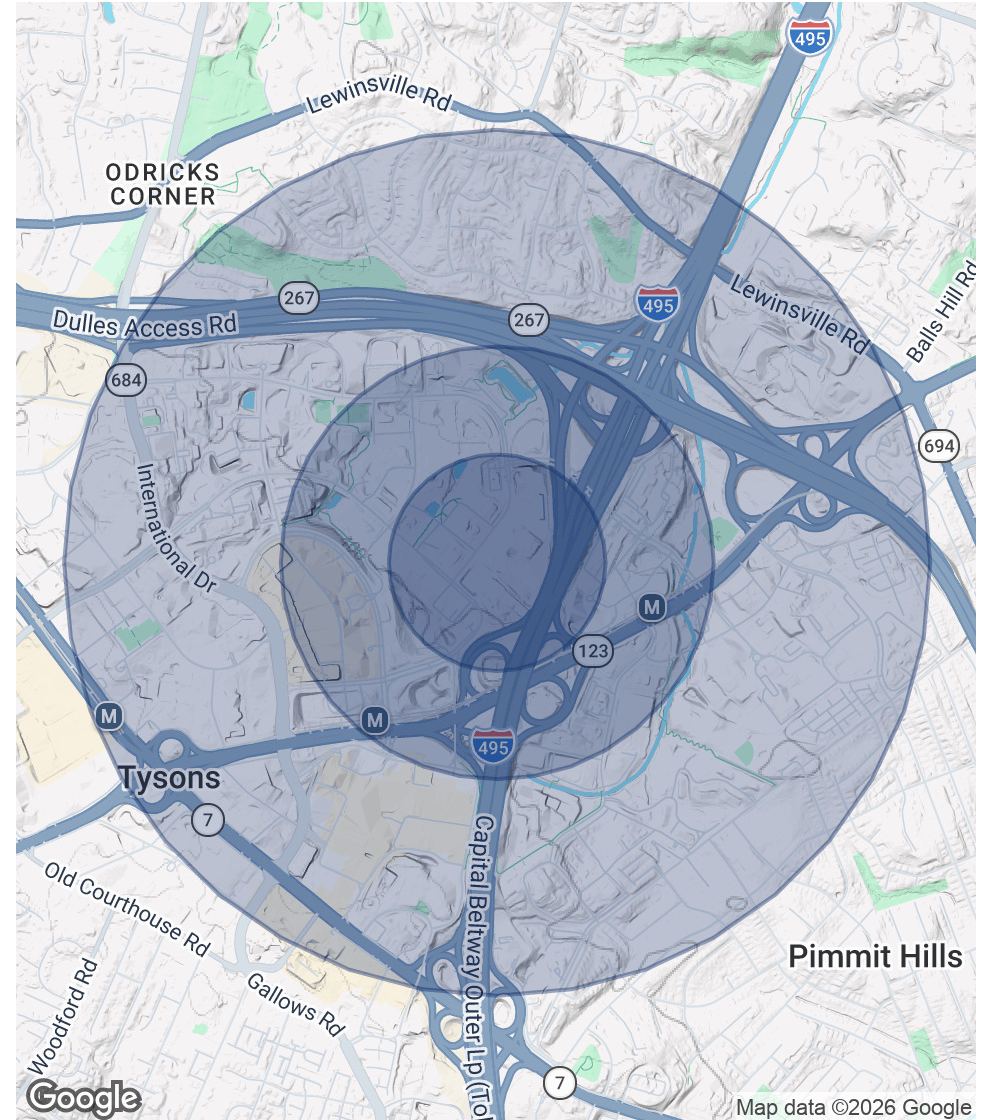 495
Lewinsville Rd
ODRICKS
CORNER
267
495
Lewinsville Rd
Balls Hill Rd
267
Dulles Access Rd
684
694
International Dr
M
123
M
M
495
Tysons
7
Capital Beltway Outer Lp (Tol
Old Courthouse Rd
Pimmit Hills
Woodford Rd
Gallows Rd
7
Google
Map data ©2026 Google